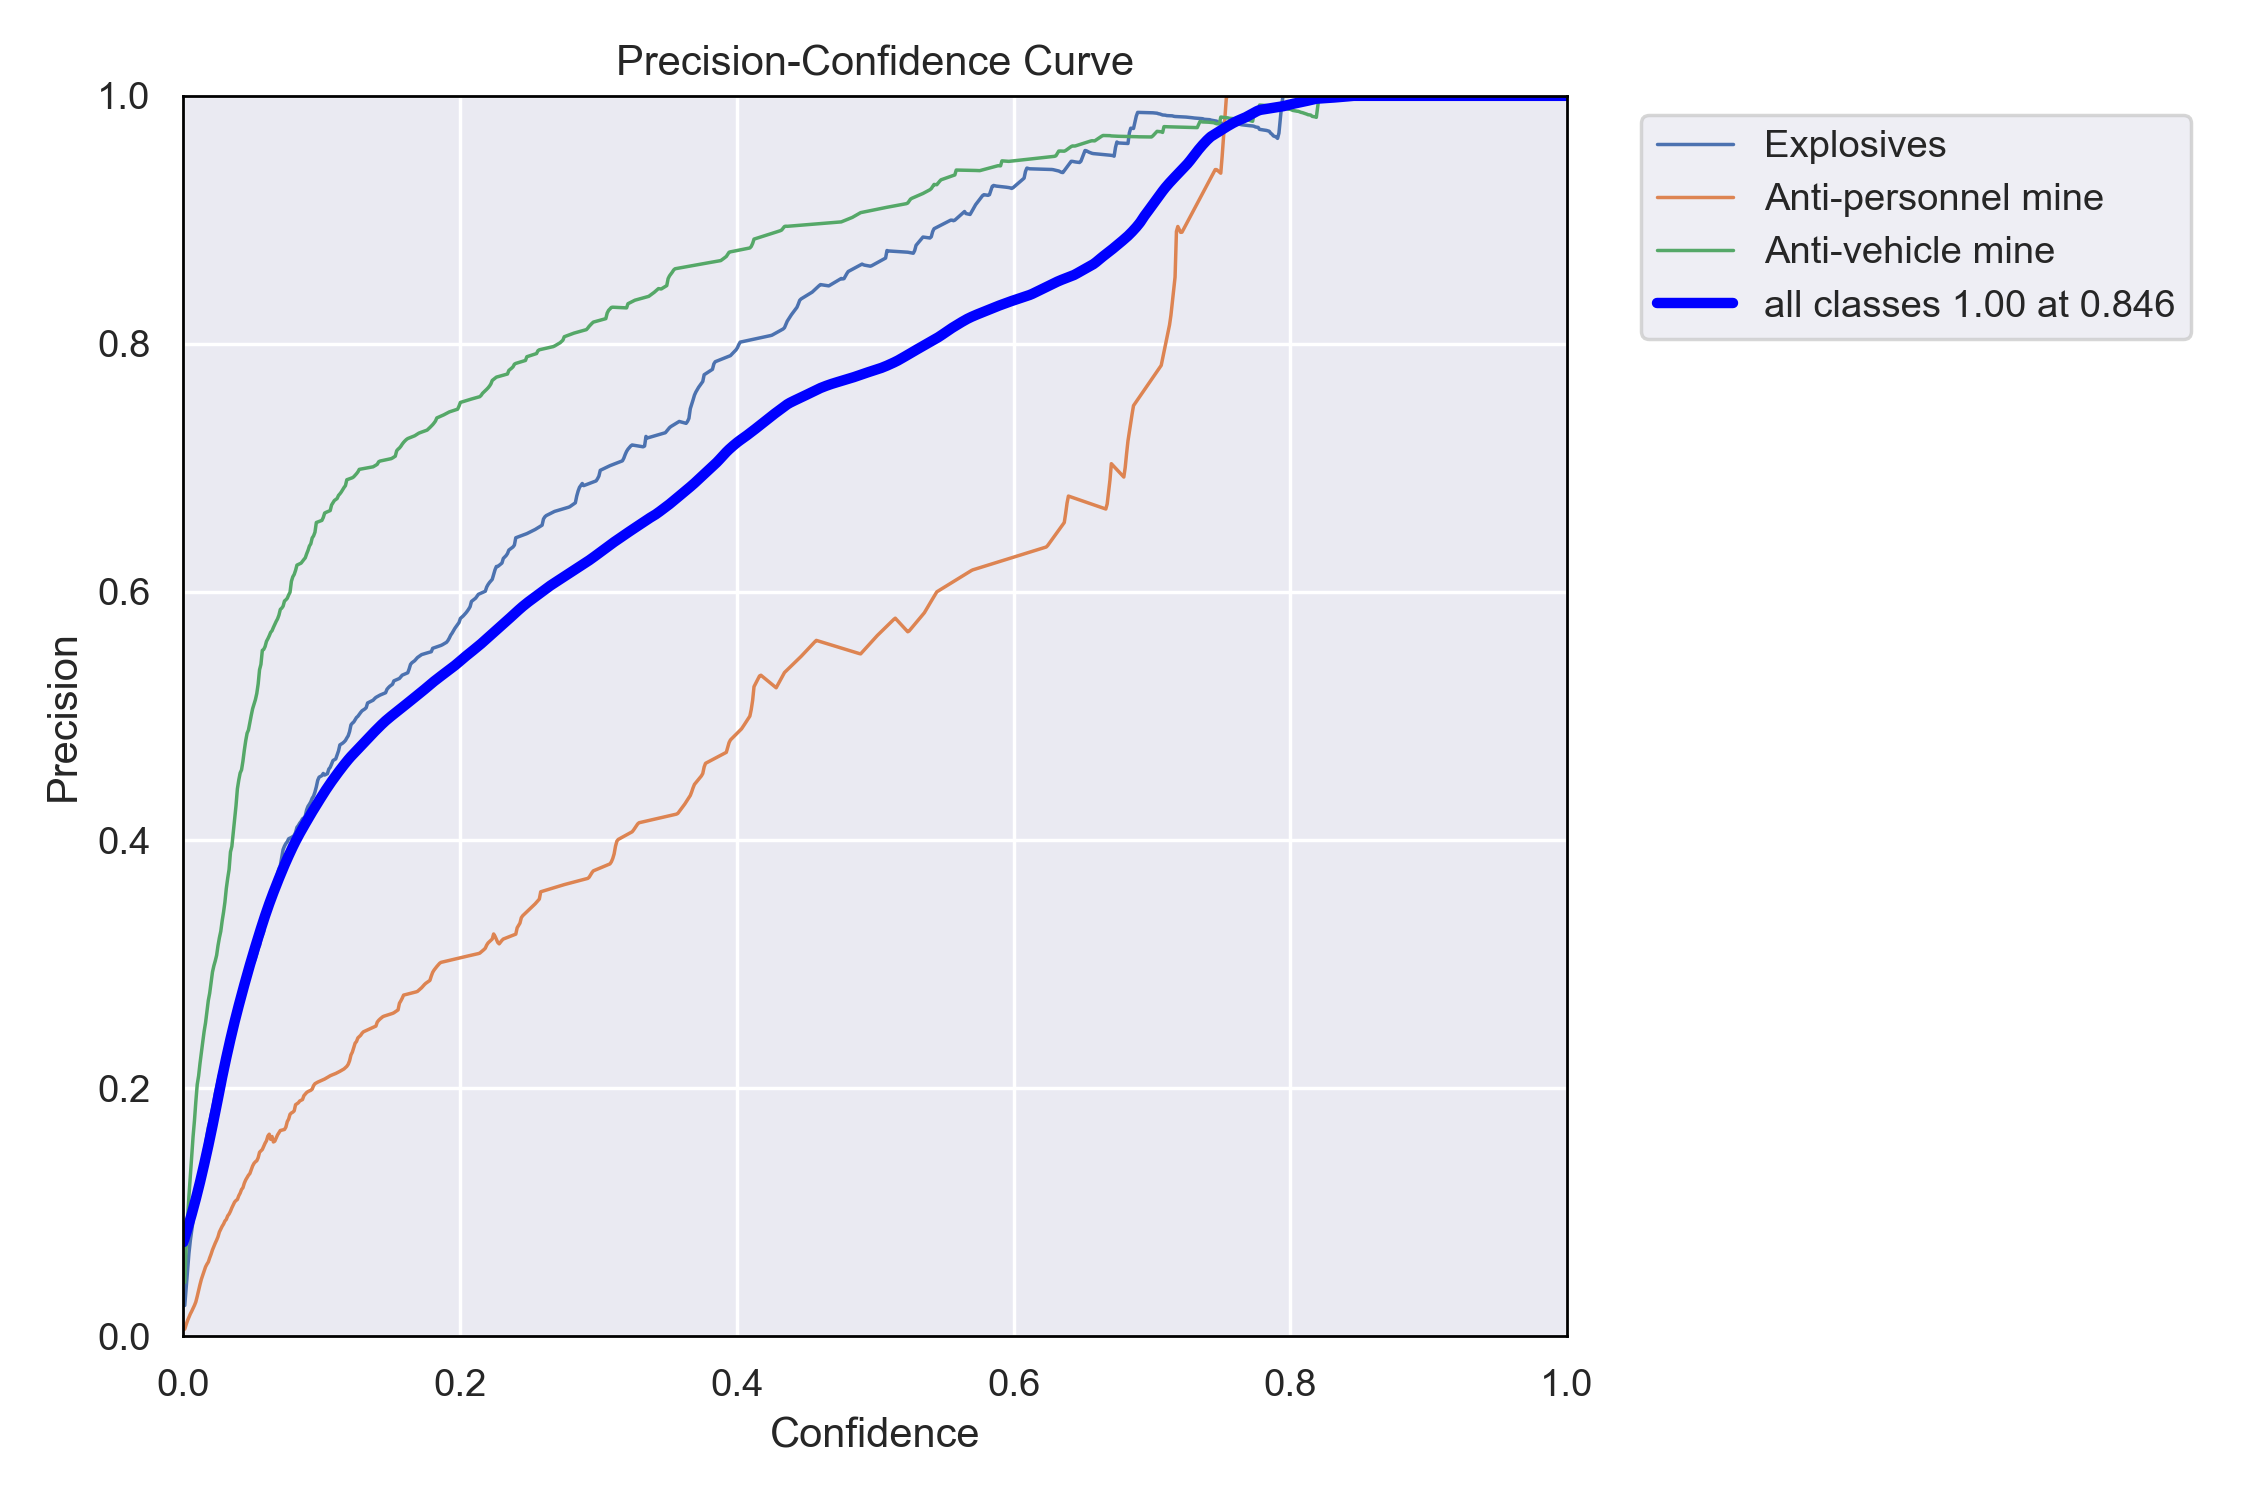 Precision-Confidence Curve
1.0
0.8
0.6
0.4
0.2
0.0
Precision
0.0 0.2 0.4 0.6 0.8 1.0
Confidence
Explosives
Anti-personnel mine
Anti-vehicle mine
all classes 1.00 at 0.846